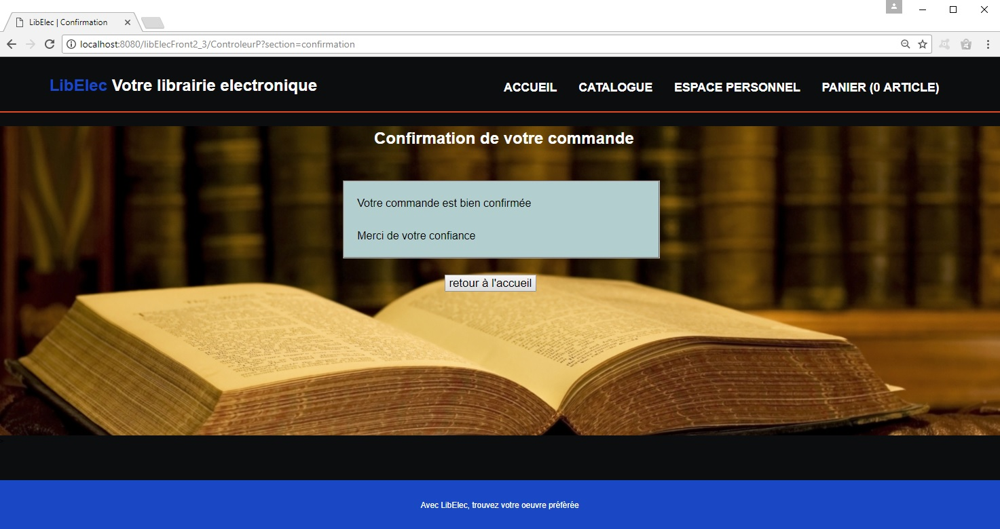 LibElec | Confirmation
localhost:8080/libElecFront2_3/ControleurP?section=confirmation
LibElec Votre librairie electronique
ACCUEIL
CATALOGUE
ESPACE PERSONNEL
PANIER (0 ARTICLE)
Confirmation de votre commande
Votre commande est bien confirmée
Merci de votre confiance
retour à l'accueil
Avec LibElec, trouvez votre oeuvre préfèrée